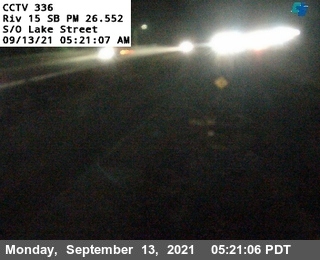 CCTV 336
Riv 15 SB PM 26.552
S/O Lake Street
09/13/21 05:21:07 AM
Monday, September 13, 2021 05:21:06 PDT